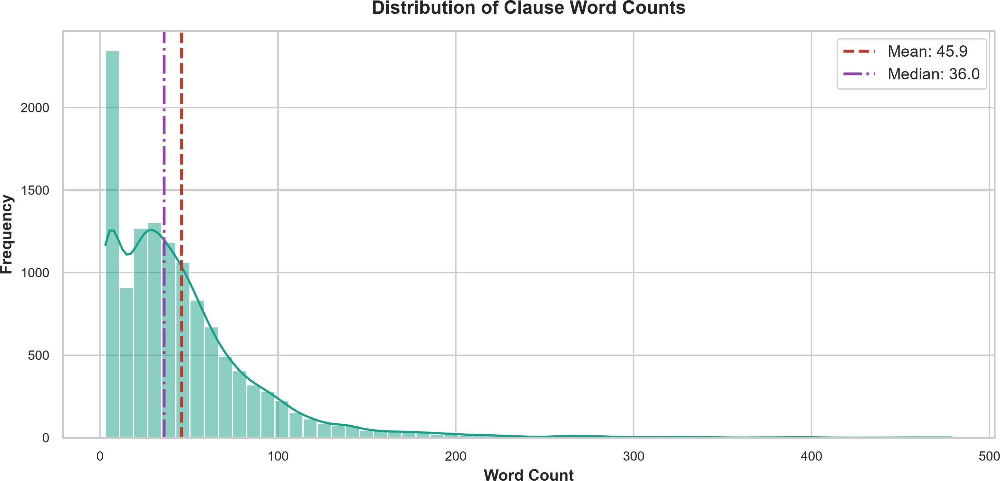 Distribution of Clause Word Counts
Mean: 45.9
Median: 36.0
Frequency
2000
1500
1000
500
0
0 100 200 300 400 500
Word Count